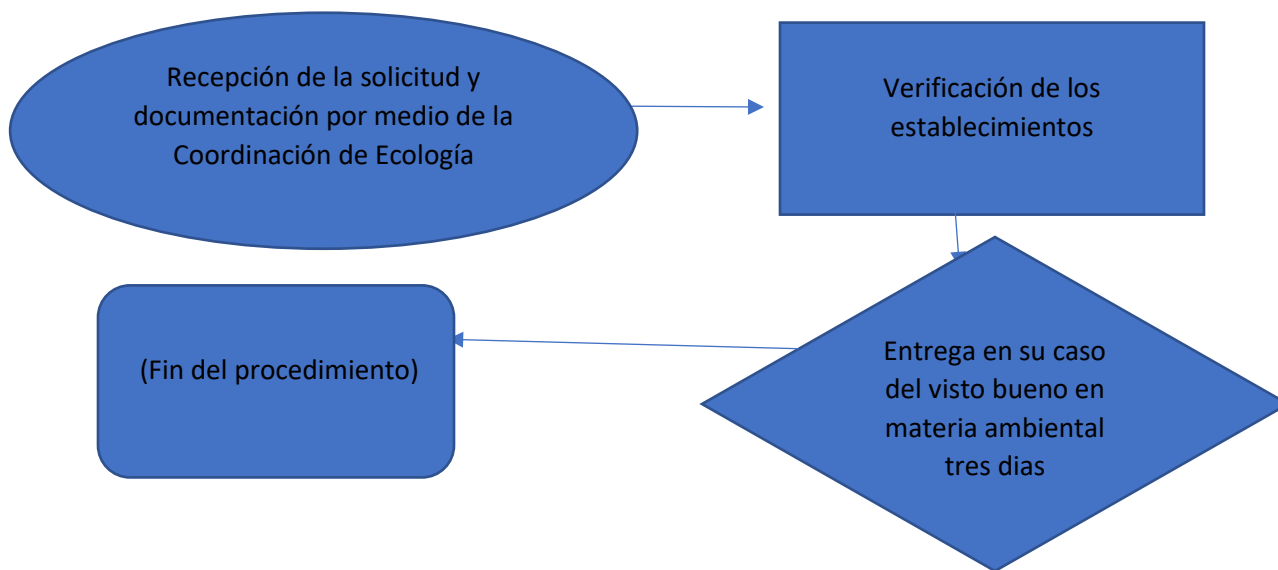 Recepción de la solicitud y
documentación por medio de la
Coordinación de Ecología
Verificación de los
establecimientos
Entrega en su caso
del visto bueno en
materia ambiental
tres dias
(Fin del procedimiento)